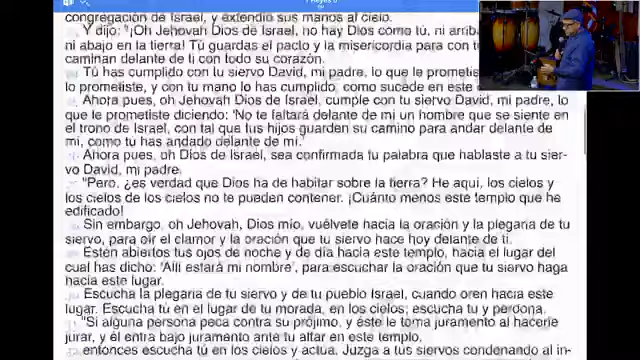 congregación de Israel, y extendió sus manos al cielo.
Y dijo: "¡Oh Jehovah Dios de Israel, no hay Dios como tú, ni arriba
ni abajo en la tierra! Tú guardas el pacto y la misericordia para con tu
caminan delante de ti con todo su corazón.
Tú has cumplido con tu siervo David, mi padre, lo que le prometiste
lo prometiste, y con tu mano lo has cumplido, como sucede en este
Ahora pues, oh Jehovah Dios de Israel, cumple con tu siervo David, mi padre, lo
que le prometiste diciendo: 'No te faltará delante de mí un hombre que se siente en
el trono de Israel, con tal que tus hijos guarden su camino para andar delante de
mí, como tú has andado delante de mí.'
Ahora pues, oh Dios de Israel, sea confirmada tu palabra que hablaste a tu sier-
vo David, mi padre.
"Pero, ¿es verdad que Dios ha de habitar sobre la tierra? He aquí, los cielos y
los cielos de los cielos no te pueden contener. ¡Cuánto menos este templo que he
edificado!
Sin embargo, oh Jehovah, Dios mío, vuélvete hacia la oración y la plegaria de tu
siervo, para oír el clamor y la oración que tu siervo hace hoy delante de ti.
Estén abiertos tus ojos de noche y de día hacia este templo, hacia el lugar del
cual has dicho: 'Allí estará mi nombre', para escuchar la oración que tu siervo haga
hacia este lugar.
Escucha la plegaria de tu siervo y de tu pueblo Israel, cuando oren hacia este
lugar. Escucha tú en el lugar de tu morada, en los cielos; escucha tú y perdona.
"Si alguna persona peca contra su prójimo, y éste le toma juramento al hacerle
jurar, y él entra bajo juramento ante tu altar en este templo,
entonces escucha tú en los cielos y actúa. Juzga a tus siervos condenando al in-